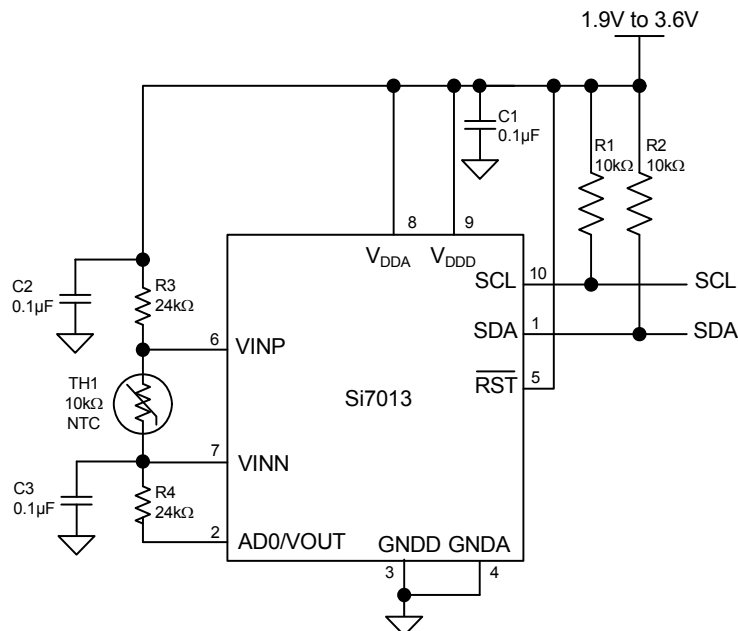 1.9V to 3.6V
C1
0.1µF
R1
10kΩ
R2
10kΩ
8
9
VDDA
VDDD
C2
0.1µF
R3
24kΩ
SCL
10
SCL
SDA
1
SDA
6
VINP
RST
5
TH1
10kΩ
NTC
Si7013
7
VINN
C3
0.1µF
R4
24kΩ
2
AD0/VOUT
GNDD
GNDA
3
4